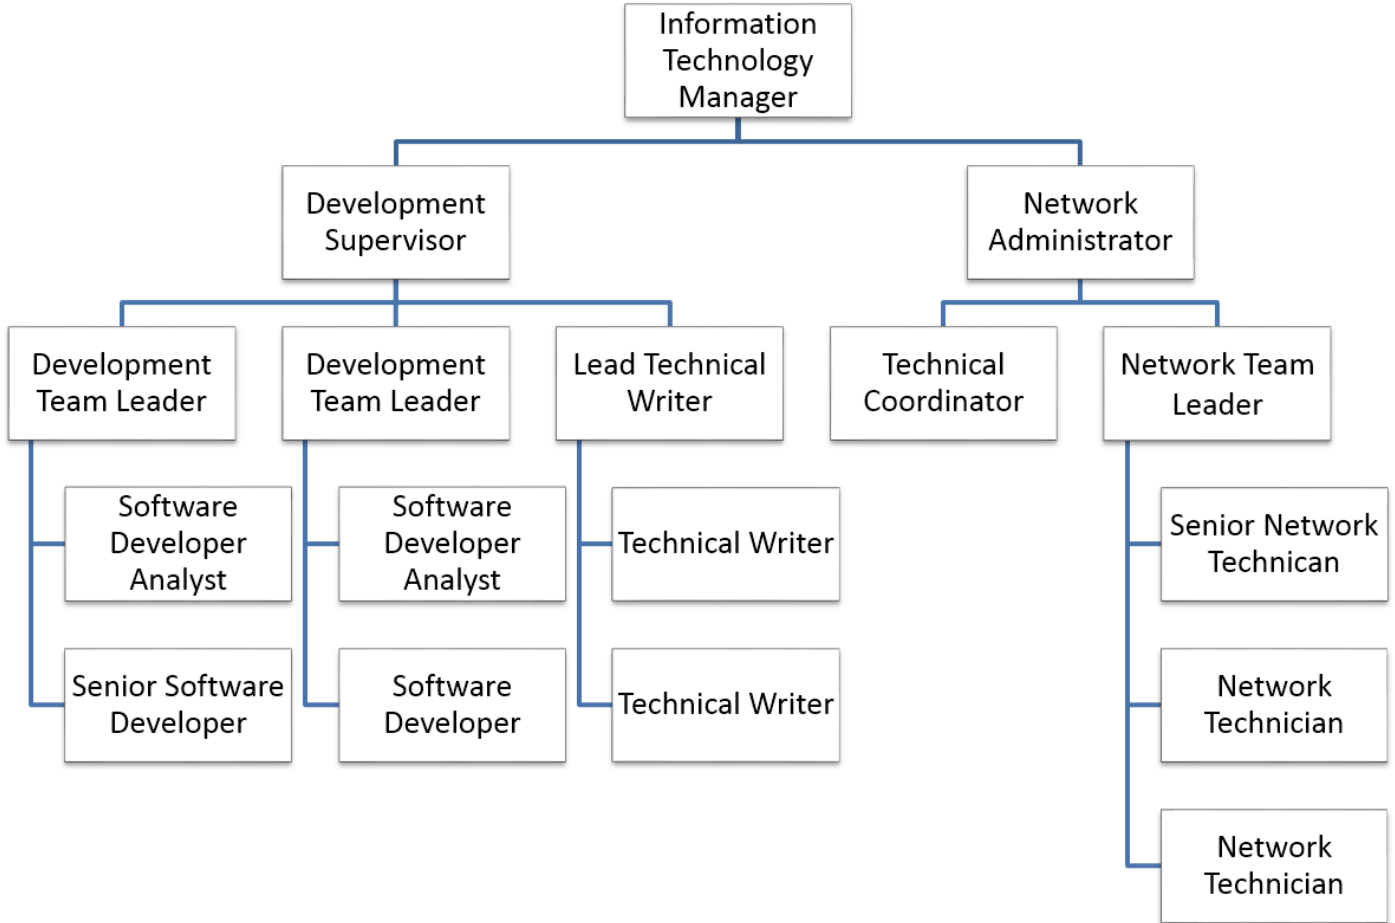 Information
Technology
Manager
Development
Supervisor
Network
Administrator
Development
Team Leader
Development
Team Leader
Lead Technical
Writer
Technical
Coordinator
Network Team
Leader
Software
Developer
Analyst
Software
Developer
Analyst
Technical Writer
Senior Network
Technican
Senior Software
Developer
Software
Developer
Technical Writer
Network
Technician
Network
Technician